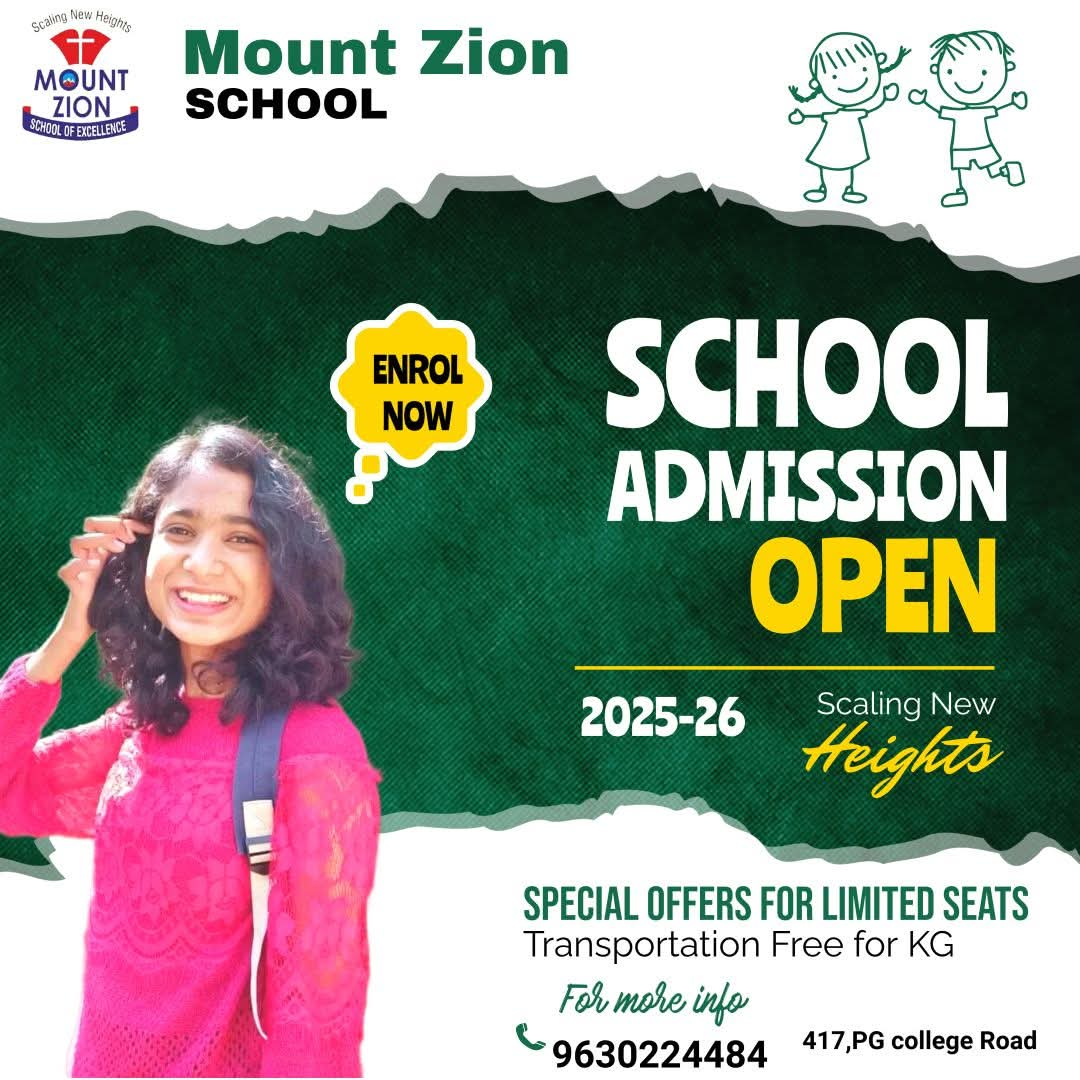 Scaling New Heights
MOUNT
ZION
SCHOOL OF EXCELLENCE
Mount Zion
SCHOOL
ENROL
NOW
SCHOOL
ADMISSION
OPEN
2025-26
Scaling New
Heights
SPECIAL OFFERS FOR LIMITED SEATS
Transportation Free for KG
For more info
9630224484
417,PG college Road